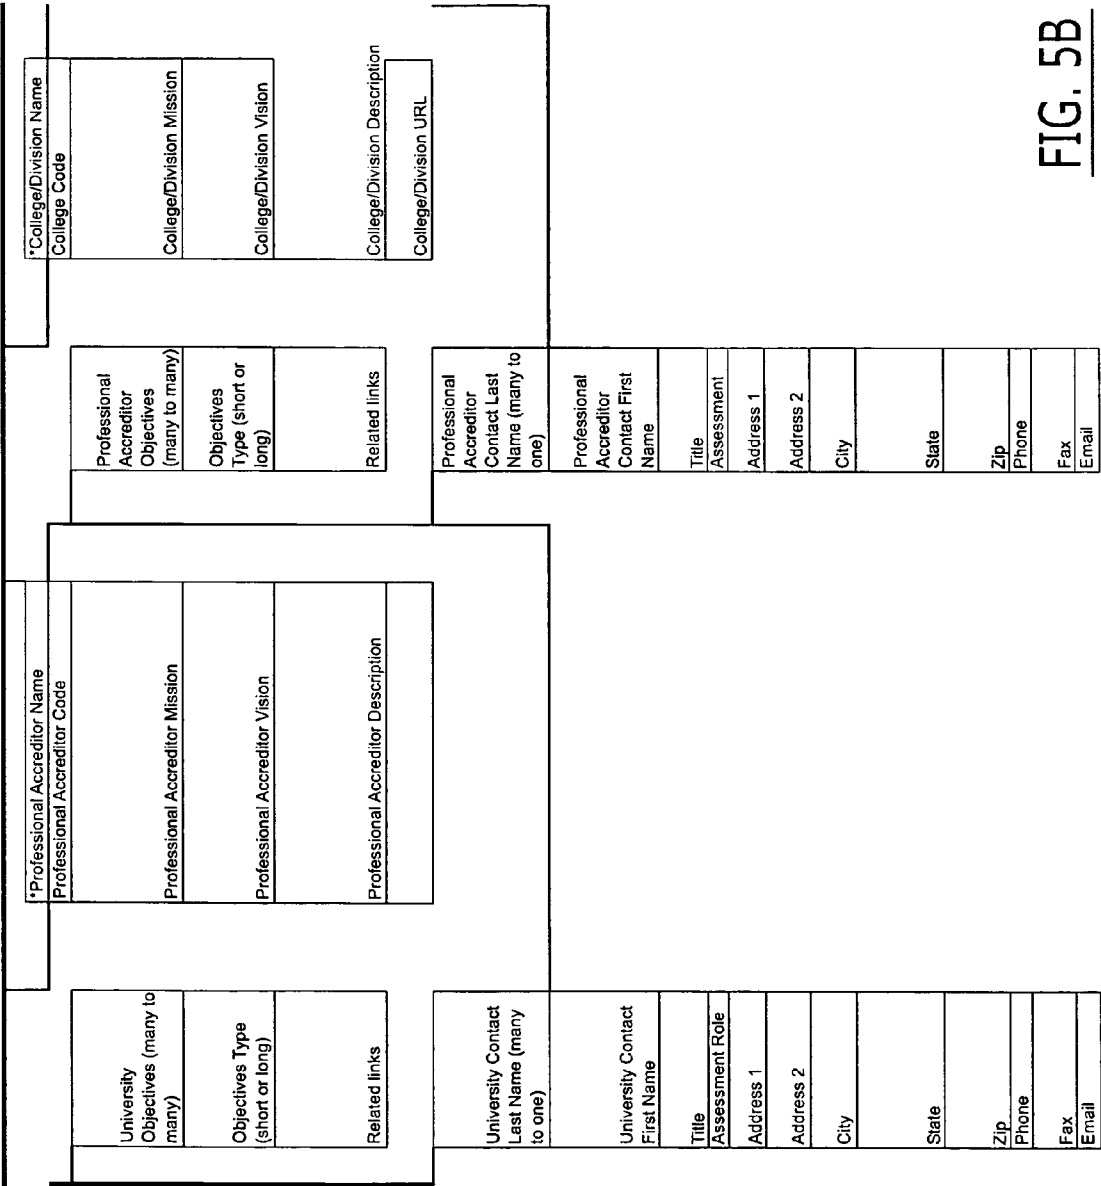 University
Objectives (many to
many)
Objectives Type
(short or long)
Related links
University Contact
Last Name (many
to one)
University Contact
First Name
Title
Assessment Role
Address 1
Address 2
City
State
Zip
Phone
Fax
Email
*Professional Accreditor Name
Professional Accreditor Code
Professional Accreditor Mission
Professional Accreditor Vision
Professional Accreditor Description
Professional
Accreditor
Objectives
(many to many)
Objectives
Type (short or
long)
Related links
Professional
Accreditor
Contact Last
Name (many to
one)
Professional
Accreditor
Contact First
Name
Title
Assessment
Address 1
Address 2
City
State
Zip
Phone
Fax
Email
*College/Division Name
College Code
College/Division Mission
College/Division Vision
College/Division Description
College/Division URL
FIG. 5B